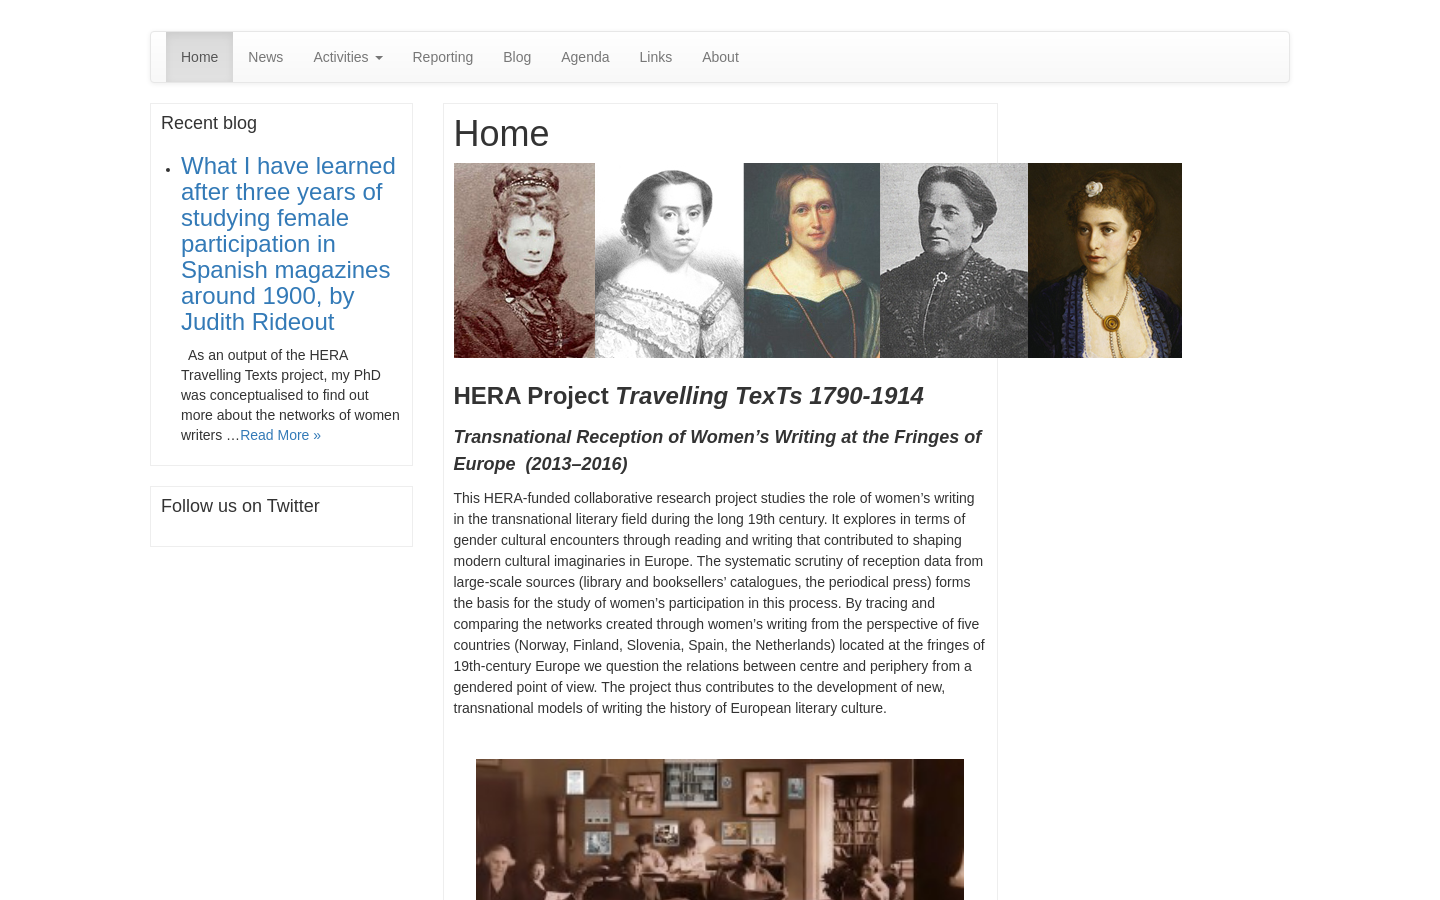 Home News Activities Reporting Blog Agenda Links About
Recent blog
What I have learned
after three years of
studying female
participation in
Spanish magazines
around 1900, by
Judith Rideout
As an output of the HERA
Travelling Texts project, my PhD
was conceptualised to find out
more about the networks of women
writers …Read More »
Follow us on Twitter
Home
HERA Project Travelling TexTs 1790-1914
Transnational Reception of Women’s Writing at the Fringes of
Europe  (2013–2016)
This HERA-funded collaborative research project studies the role of women’s writing
in the transnational literary field during the long 19th century. It explores in terms of
gender cultural encounters through reading and writing that contributed to shaping
modern cultural imaginaries in Europe. The systematic scrutiny of reception data from
large-scale sources (library and booksellers’ catalogues, the periodical press) forms
the basis for the study of women’s participation in this process. By tracing and
comparing the networks created through women’s writing from the perspective of five
countries (Norway, Finland, Slovenia, Spain, the Netherlands) located at the fringes of
19th-century Europe we question the relations between centre and periphery from a
gendered point of view. The project thus contributes to the development of new,
transnational models of writing the history of European literary culture.